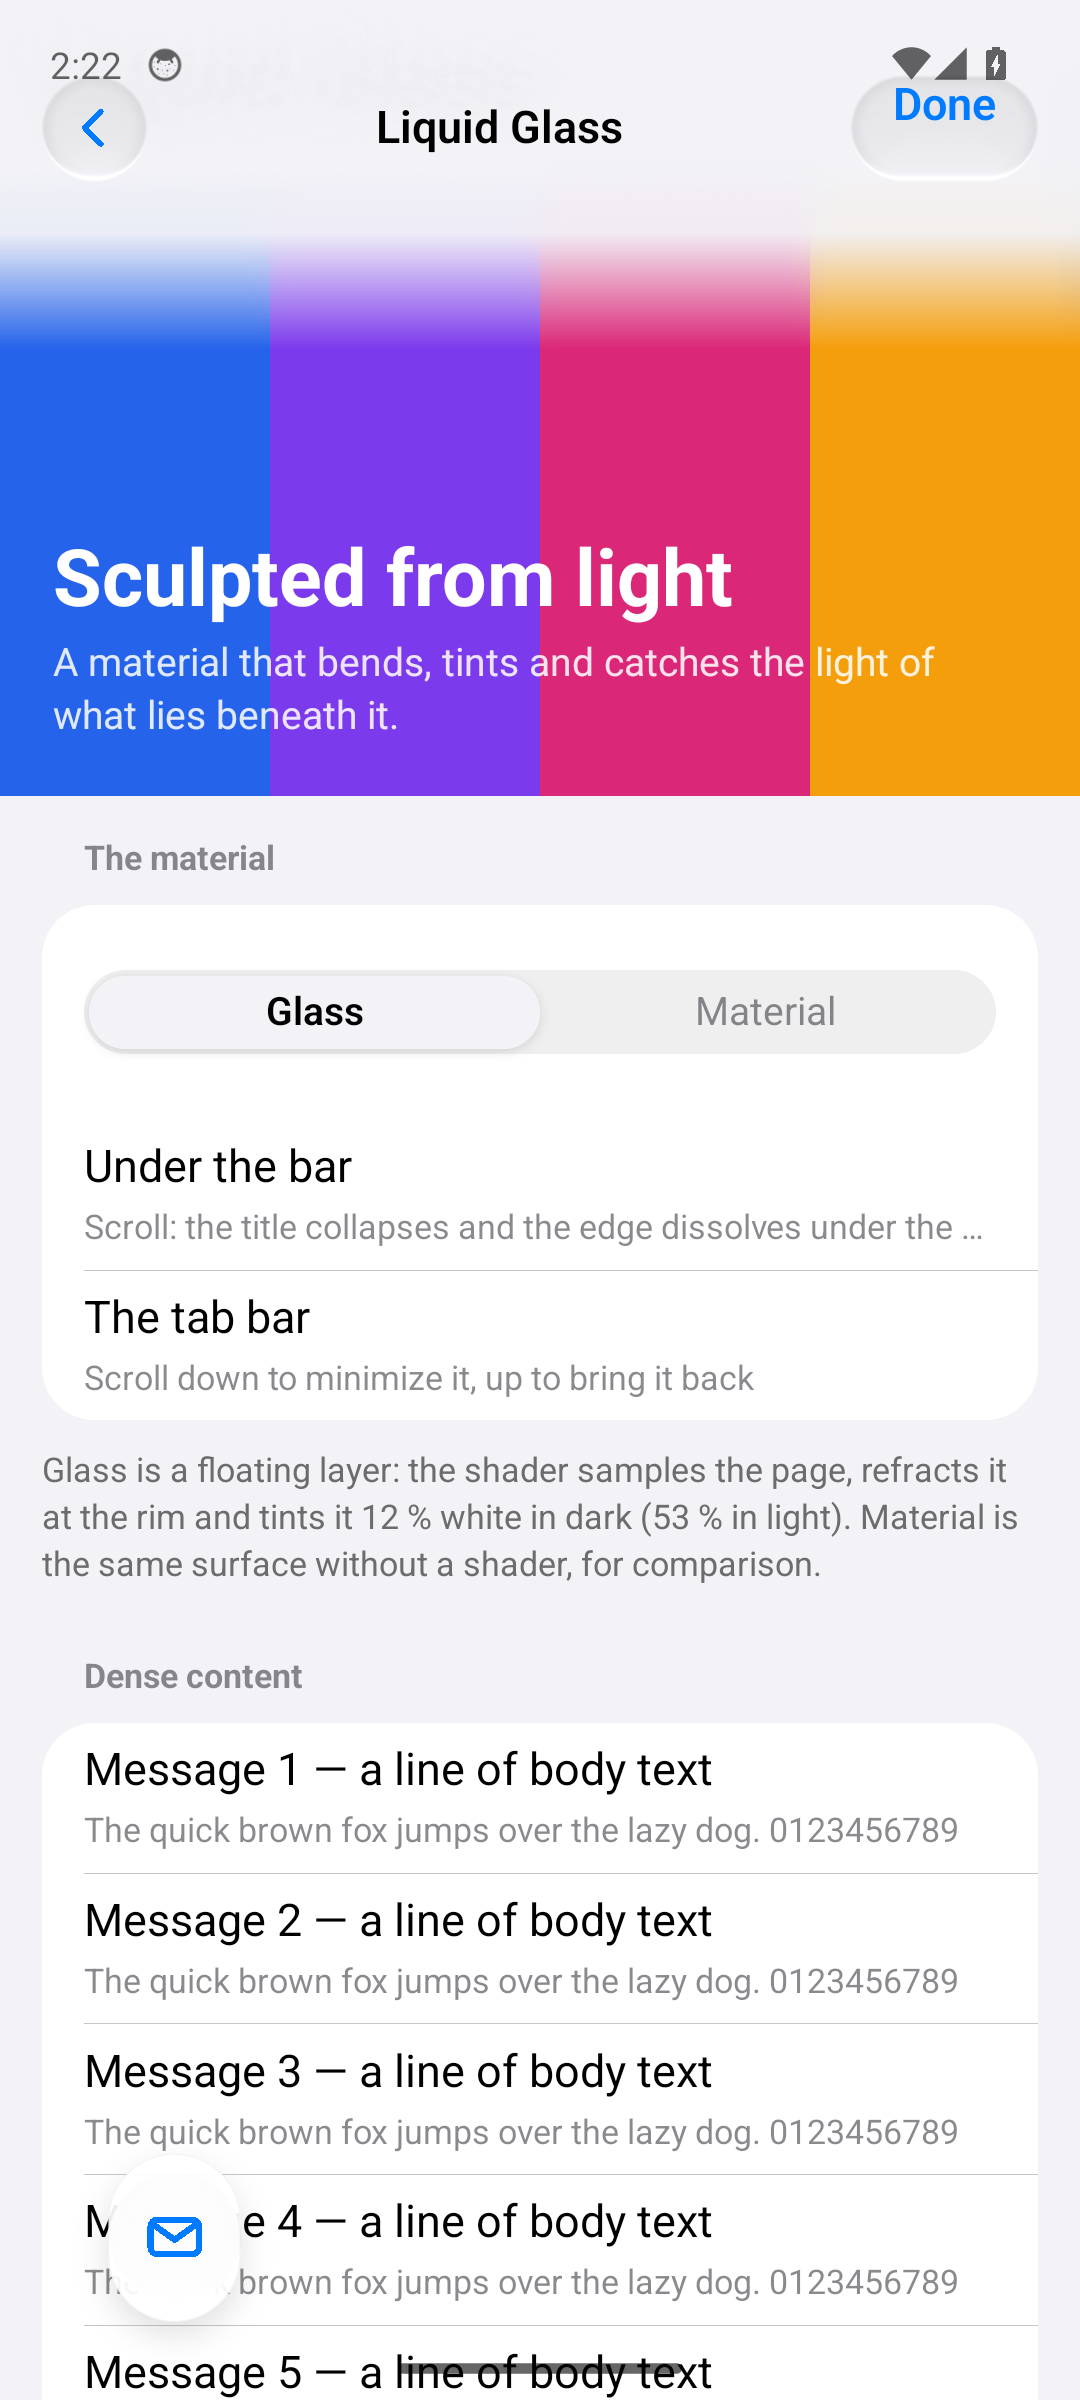 2:22
Liquid Glass
Done
Sculpted from light
A material that bends, tints and catches the light of
what lies beneath it.
The material
Glass
Material
Under the bar
Scroll: the title collapses and the edge dissolves under the ...
The tab bar
Scroll down to minimize it, up to bring it back
Glass is a floating layer: the shader samples the page, refracts it
at the rim and tints it 12 % white in dark (53 % in light). Material is
the same surface without a shader, for comparison.
Dense content
Message 1 — a line of body text
The quick brown fox jumps over the lazy dog. 0123456789
Message 2 — a line of body text
The quick brown fox jumps over the lazy dog. 0123456789
Message 3 — a line of body text
The quick brown fox jumps over the lazy dog. 0123456789
4 — a line of body text
brown fox jumps over the lazy dog. 0123456789
Message 5 — a line of body text